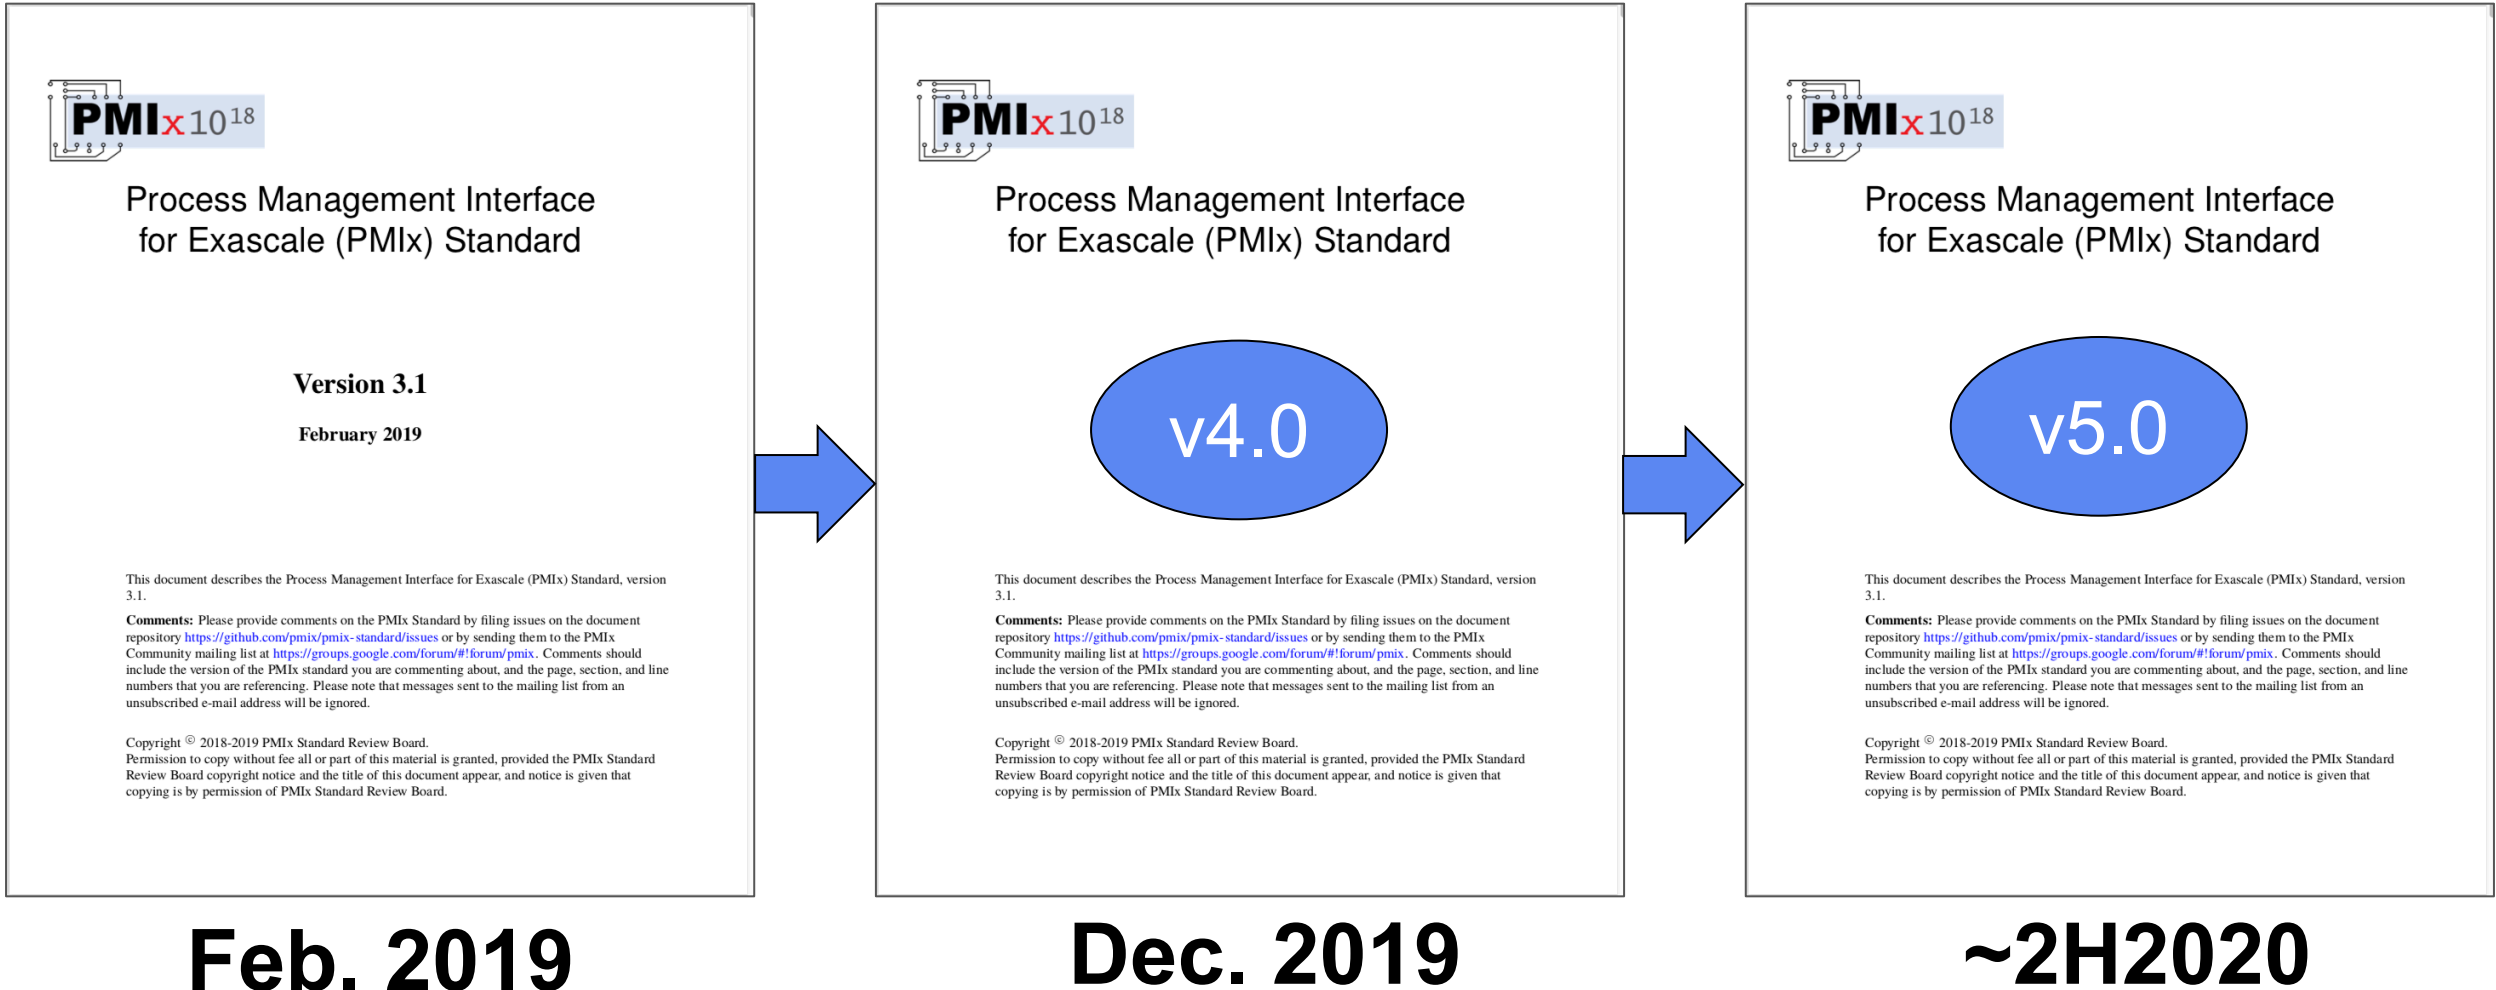 PMIx10¹⁸
Process Management Interface
for Exascale (PMIx) Standard
Version 3.1
February 2019
This document describes the Process Management Interface for Exascale (PMIx) Standard, version
3.1.
Comments: Please provide comments on the PMIx Standard by filing issues on the document
repository https://github.com/pmix/pmix-standard/issues or by sending them to the PMIx
Community mailing list at https://groups.google.com/forum/#!forum/pmix. Comments should
include the version of the PMIx standard you are commenting about, and the page, section, and line
numbers that you are referencing. Please note that messages sent to the mailing list from an
unsubscribed e-mail address will be ignored.
Copyright © 2018-2019 PMIx Standard Review Board.
Permission to copy without fee all or part of this material is granted, provided the PMIx Standard
Review Board copyright notice and the title of this document appear, and notice is given that
copying is by permission of PMIx Standard Review Board.
Feb. 2019
PMIx10¹⁸
Process Management Interface
for Exascale (PMIx) Standard
v4.0
This document describes the Process Management Interface for Exascale (PMIx) Standard, version
3.1.
Comments: Please provide comments on the PMIx Standard by filing issues on the document
repository https://github.com/pmix/pmix-standard/issues or by sending them to the PMIx
Community mailing list at https://groups.google.com/forum/#!forum/pmix. Comments should
include the version of the PMIx standard you are commenting about, and the page, section, and line
numbers that you are referencing. Please note that messages sent to the mailing list from an
unsubscribed e-mail address will be ignored.
Copyright © 2018-2019 PMIx Standard Review Board.
Permission to copy without fee all or part of this material is granted, provided the PMIx Standard
Review Board copyright notice and the title of this document appear, and notice is given that
copying is by permission of PMIx Standard Review Board.
Dec. 2019
PMIx10¹⁸
Process Management Interface
for Exascale (PMIx) Standard
v5.0
This document describes the Process Management Interface for Exascale (PMIx) Standard, version
3.1.
Comments: Please provide comments on the PMIx Standard by filing issues on the document
repository https://github.com/pmix/pmix-standard/issues or by sending them to the PMIx
Community mailing list at https://groups.google.com/forum/#!forum/pmix. Comments should
include the version of the PMIx standard you are commenting about, and the page, section, and line
numbers that you are referencing. Please note that messages sent to the mailing list from an
unsubscribed e-mail address will be ignored.
Copyright © 2018-2019 PMIx Standard Review Board.
Permission to copy without fee all or part of this material is granted, provided the PMIx Standard
Review Board copyright notice and the title of this document appear, and notice is given that
copying is by permission of PMIx Standard Review Board.
~2H2020